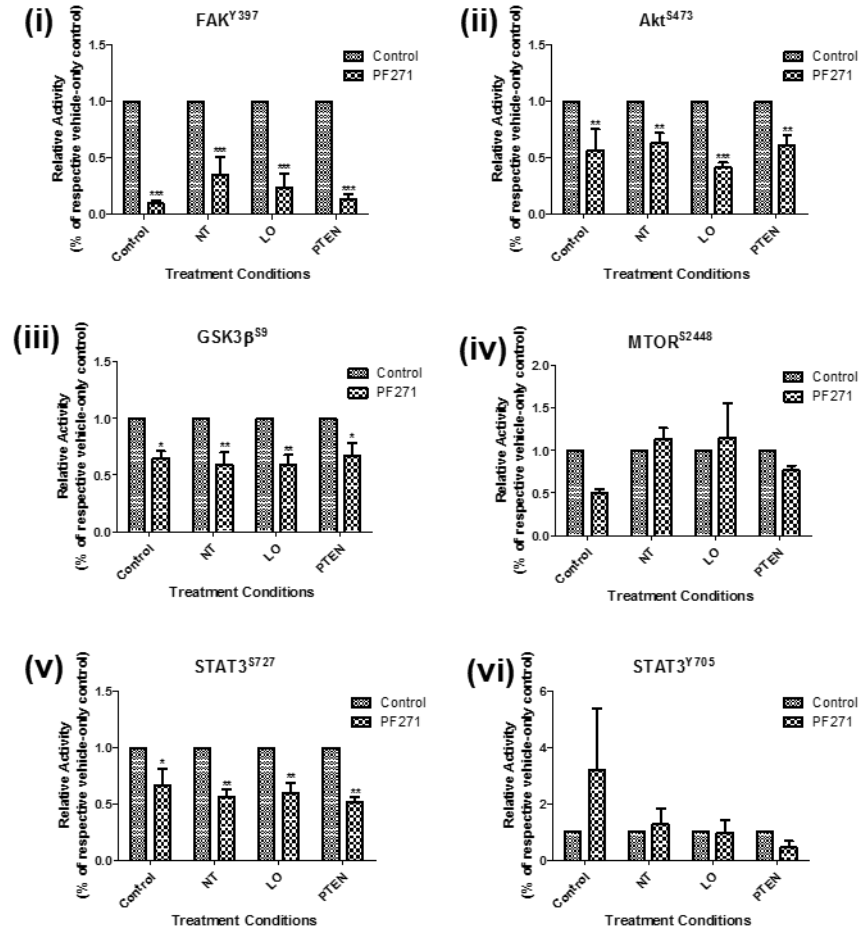 (i)
FAK^Y397
Relative Activity
(% of respective vehicle-only control)
1.5
1.0
0.5
0.0
***
***
***
***
Control
NT
LO
PTEN
Treatment Conditions
Control
PF271
(ii)
Akt^S473
Relative Activity
(% of respective vehicle-only control)
1.5
1.0
0.5
0.0
**
**
***
**
Control
NT
LO
PTEN
Treatment Conditions
Control
PF271
(iii)
GSK3β^S9
Relative Activity
(% of respective vehicle-only control)
1.5
1.0
0.5
0.0
*
**
**
*
Control
NT
LO
PTEN
Treatment Conditions
Control
PF271
(iv)
MTOR^S2448
Relative Activity
(% of respective vehicle-only control)
2.0
1.5
1.0
0.5
0.0
Control
NT
LO
PTEN
Treatment Conditions
Control
PF271
(v)
STAT3^S727
Relative Activity
(% of respective vehicle-only control)
1.5
1.0
0.5
0.0
*
**
**
**
Control
NT
LO
PTEN
Treatment Conditions
Control
PF271
(vi)
STAT3^Y705
Relative Activity
(% of respective vehicle-only control)
6
4
2
0
Control
NT
LO
PTEN
Treatment Conditions
Control
PF271